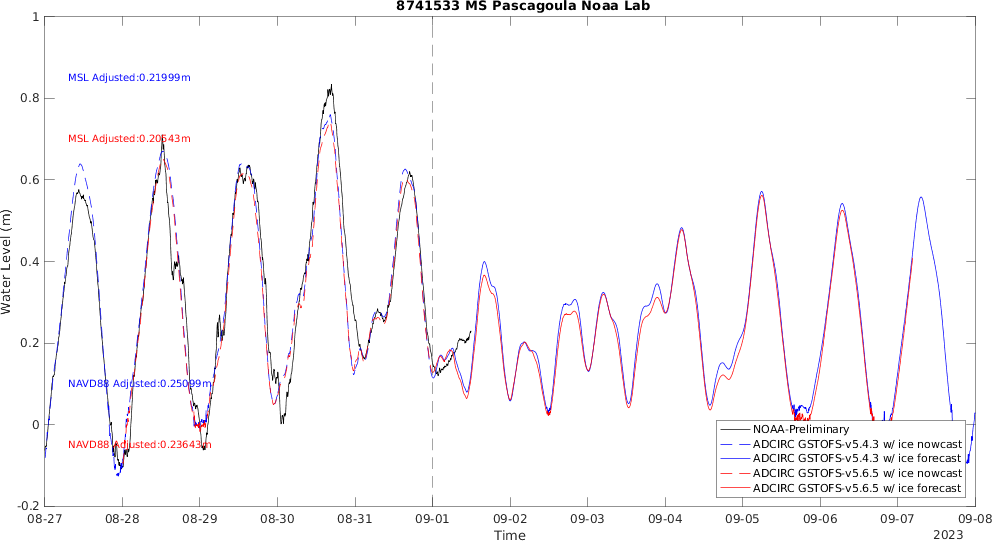 8741533 MS Pascagoula Noaa Lab
1
0.8
0.6
0.4
0.2
0
-0.2
Water Level (m)
MSL Adjusted:0.21999m
MSL Adjusted:0.20543m
NAVD88 Adjusted:0.25099m
NAVD88 Adjusted:0.23643m
NOAA-Preliminary
ADCIRC GSTOFS-v5.4.3 w/ ice nowcast
ADCIRC GSTOFS-v5.4.3 w/ ice forecast
ADCIRC GSTOFS-v5.6.5 w/ ice nowcast
ADCIRC GSTOFS-v5.6.5 w/ ice forecast
08-27 08-28 08-29 08-30 08-31 09-01 09-02 09-03 09-04 09-05 09-06 09-07 09-08
Time
2023